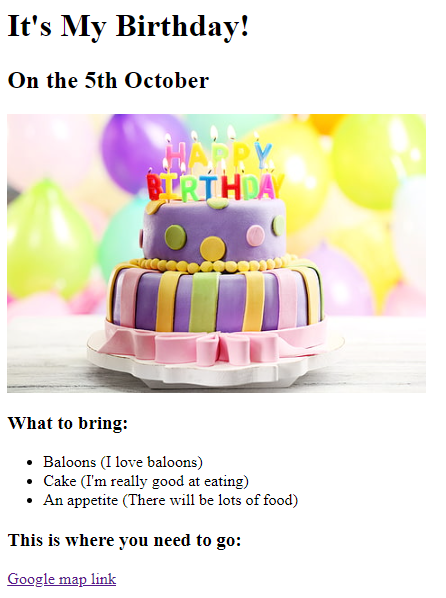 It's My Birthday!
On the 5th October
HAPPY
BIRTHDAY
What to bring:
Baloons (I love baloons)
Cake (I'm really good at eating)
An appetite (There will be lots of food)
This is where you need to go:
Google map link